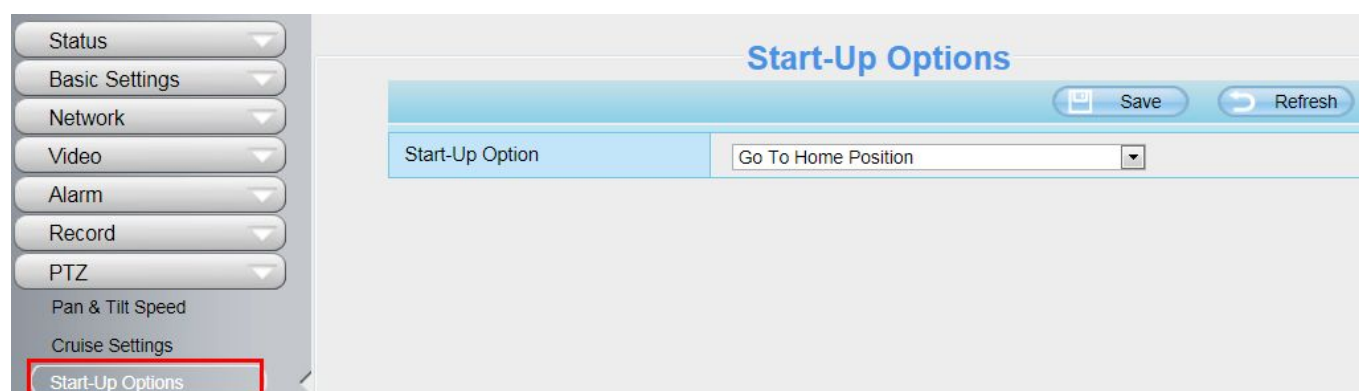 Status
Basic Settings
Network
Video
Alarm
Record
PTZ
Pan & Tilt Speed
Cruise Settings
Start-Up Options
Start-Up Options
Save Refresh
Start-Up Option Go To Home Position